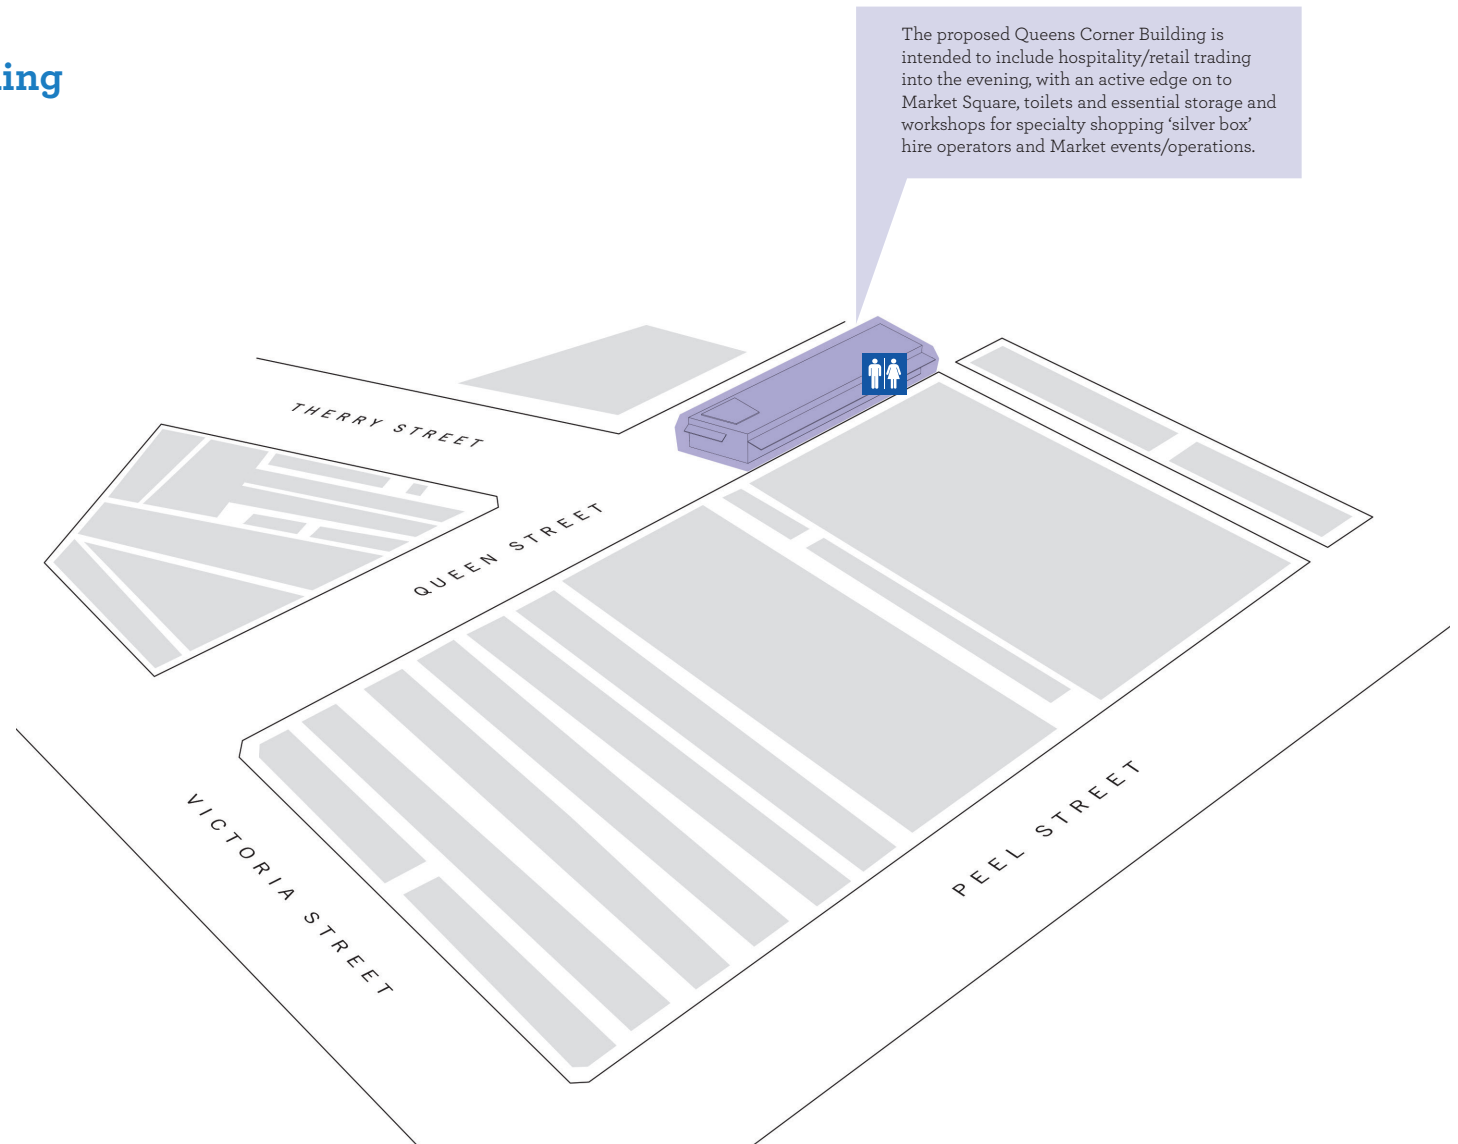 The proposed Queens Corner Building is
intended to include hospitality/retail trading
into the evening, with an active edge on to
Market Square, toilets and essential storage and
workshops for specialty shopping ‘silver box’
hire operators and Market events/operations.
THERRY STREET
QUEEN STREET
VICTORIA STREET
PEEL STREET